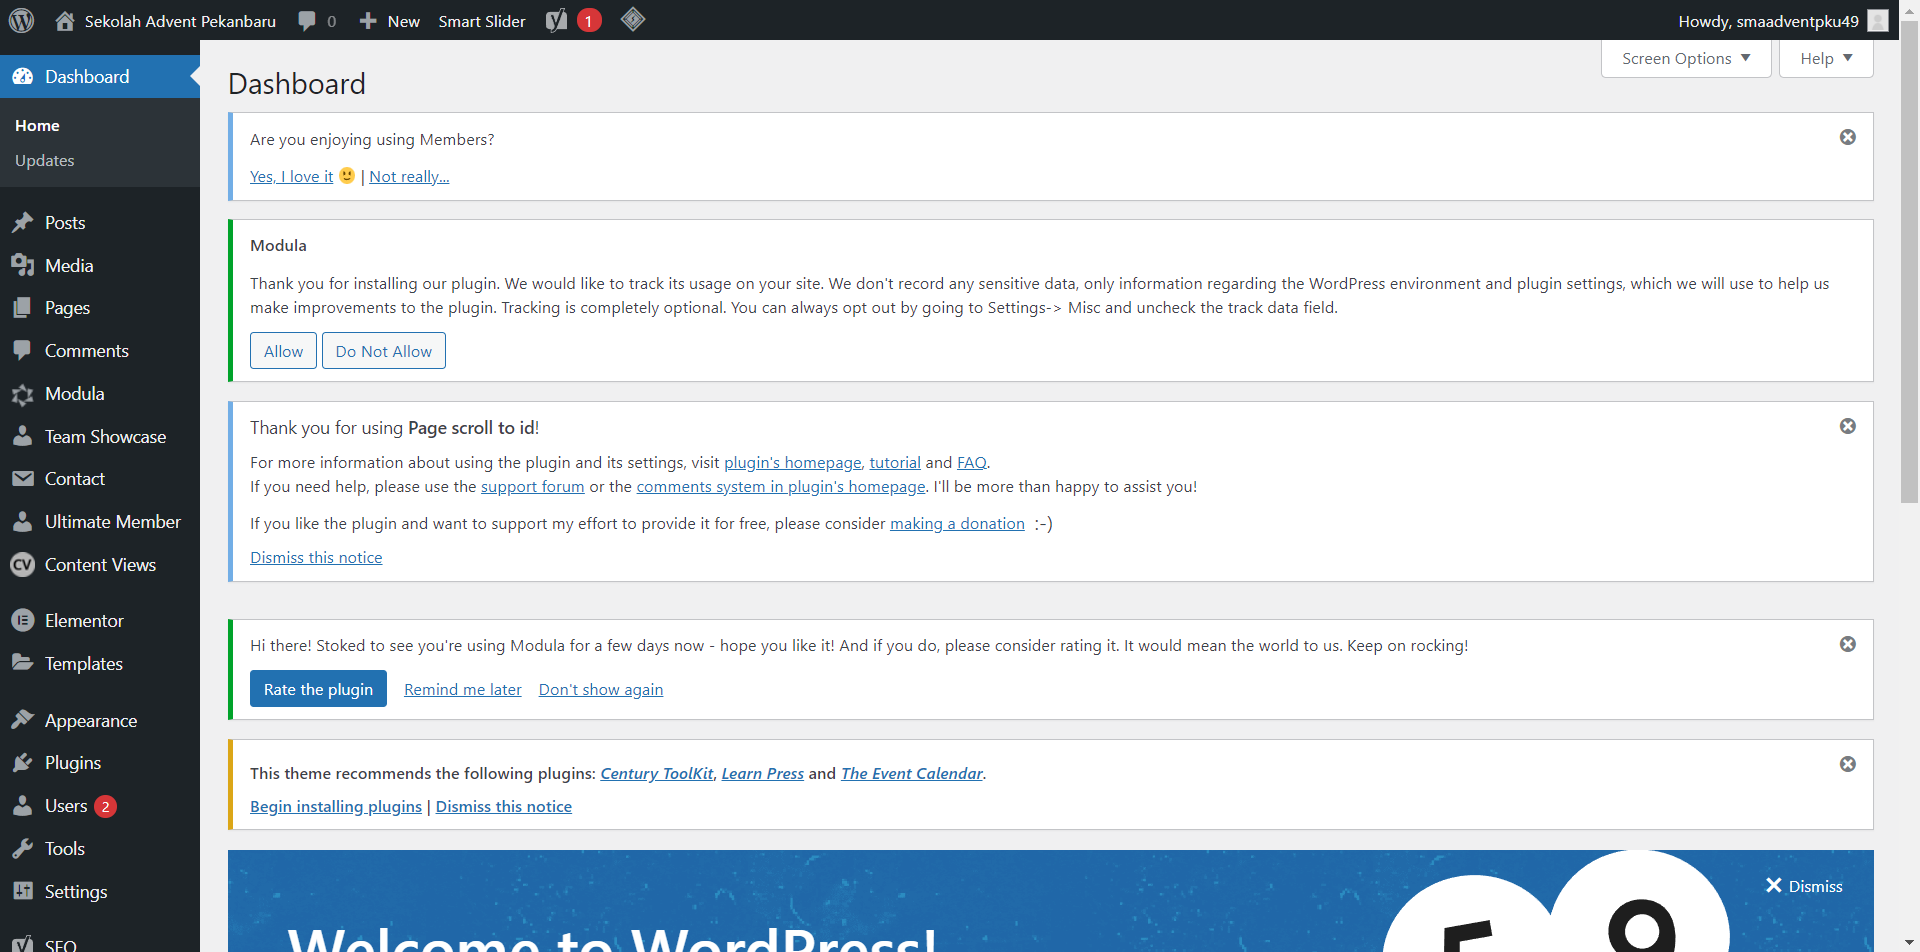 Sekolah Advent Pekanbaru 0 New Smart Slider 1 Howdy, smaadventpku49
Dashboard
Home
Updates
Posts
Media
Pages
Comments
Modula
Team Showcase
Contact
Ultimate Member
CV Content Views
Elementor
Templates
Appearance
Plugins
Users 2
Tools
Settings
SEO
Screen Options ▼ Help ▼
Dashboard
Are you enjoying using Members?
Yes, I love it 🙂 | Not really...
Modula
Thank you for installing our plugin. We would like to track its usage on your site. We don't record any sensitive data, only information regarding the WordPress environment and plugin settings, which we will use to help us
make improvements to the plugin. Tracking is completely optional. You can always opt out by going to Settings-> Misc and uncheck the track data field.
Allow Do Not Allow
Thank you for using Page scroll to id!
For more information about using the plugin and its settings, visit plugin's homepage, tutorial and FAQ.
If you need help, please use the support forum or the comments system in plugin's homepage. I'll be more than happy to assist you!
If you like the plugin and want to support my effort to provide it for free, please consider making a donation :-)
Dismiss this notice
Hi there! Stoked to see you're using Modula for a few days now - hope you like it! And if you do, please consider rating it. It would mean the world to us. Keep on rocking!
Rate the plugin Remind me later Don't show again
This theme recommends the following plugins: Century ToolKit, Learn Press and The Event Calendar.
Begin installing plugins | Dismiss this notice
Dismiss
Welcome to WordPress!
5 9